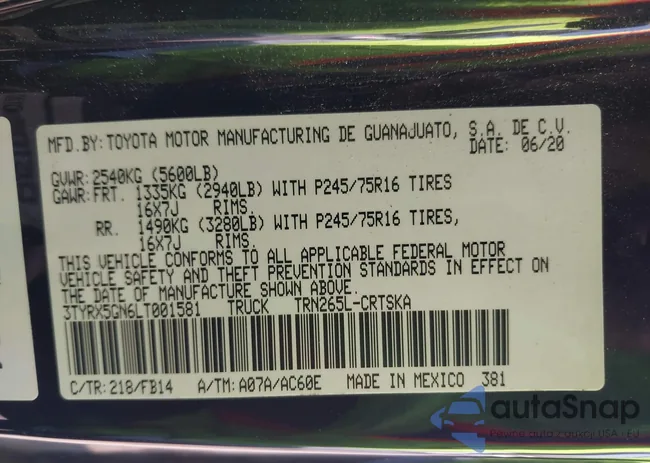 MFD.BY: TOYOTA MOTOR MANUFACTURING DE GUANAJUATO, S.A. DE C.V.
DATE: 06/20
GVWR: 2540KG (5600LB)
GAWR: FRT. 1335KG (2940LB) WITH P245/75R16 TIRES
16X7J RIMS.
RR. 1490KG (3280LB) WITH P245/75R16 TIRES,
16X7J RIMS.
THIS VEHICLE CONFORMS TO ALL APPLICABLE FEDERAL MOTOR
VEHICLE SAFETY AND THEFT PREVENTION STANDARDS IN EFFECT ON
THE DATE OF MANUFACTURE SHOWN ABOVE.
3TYRX5GN6LT001581 TRUCK TRN265L-CRTSKA
C/TR: 218/FB14 A/TM: A07A/AC60E MADE IN MEXICO 381
autaSnap